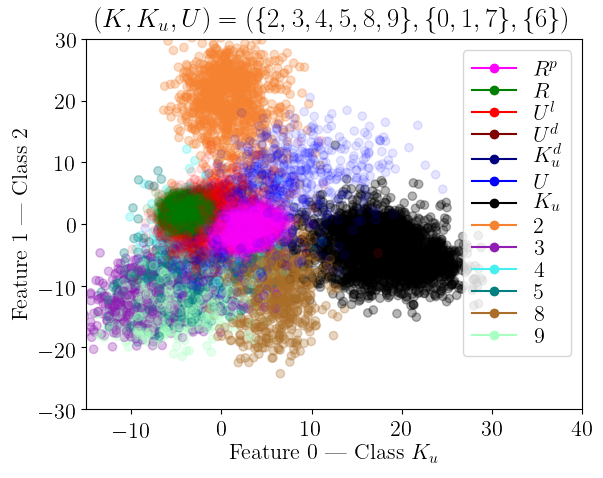 (K, K_u, U) = ({2, 3, 4, 5, 8, 9}, {0, 1, 7}, {6})
30
20
10
0
−10
−20
−30
Feature 1 — Class 2
R^p
R
U^l
U^d
K_u^d
U
K_u
2
3
4
5
8
9
−10 0 10 20 30 40
Feature 0 — Class K_u